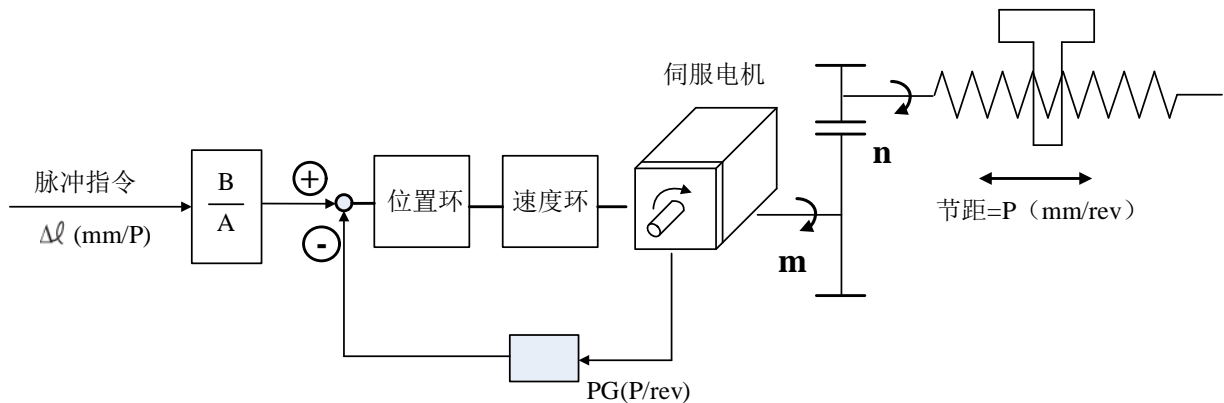 伺服电机
n
脉冲指令
Δℓ (mm/P)
B
A
+
-
位置环
速度环
m
节距=P（mm/rev）
PG(P/rev)